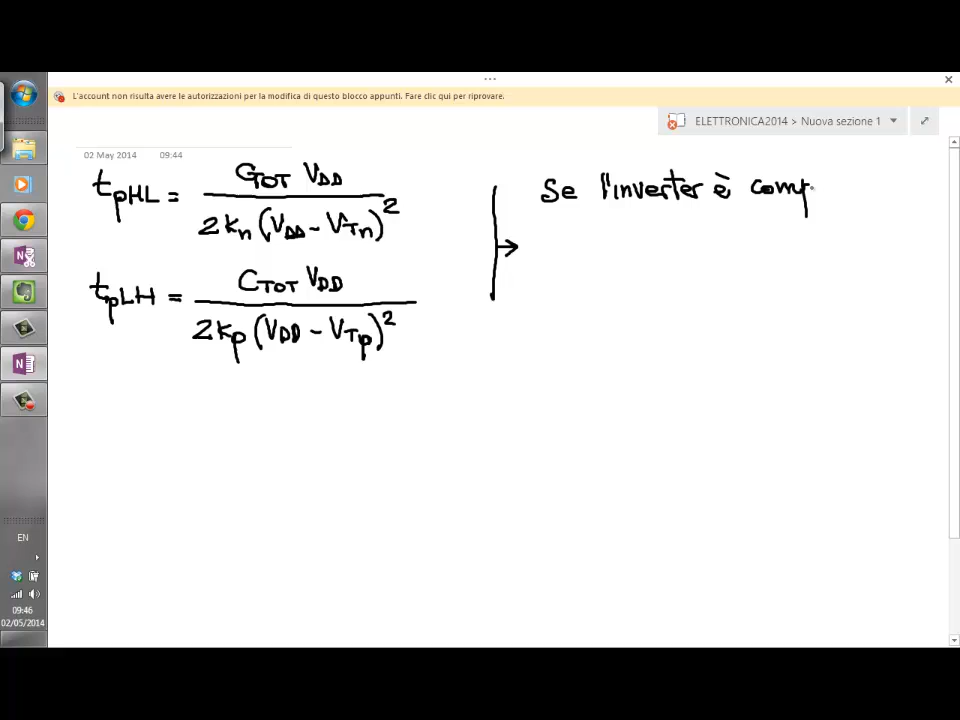 L'account non risulta avere le autorizzazioni per la modifica di questo blocco appunti. Fare clic qui per riprovare.
ELETTRONICA2014 > Nuova sezione 1
02 May 2014 09:44
tpHL = CTOT VDD / 2kn (VDD - VTn)²
Se l'inverter è comp
tpLH = CTOT VDD / 2kp (VDD - VTp)²
EN
09:46
02/05/2014